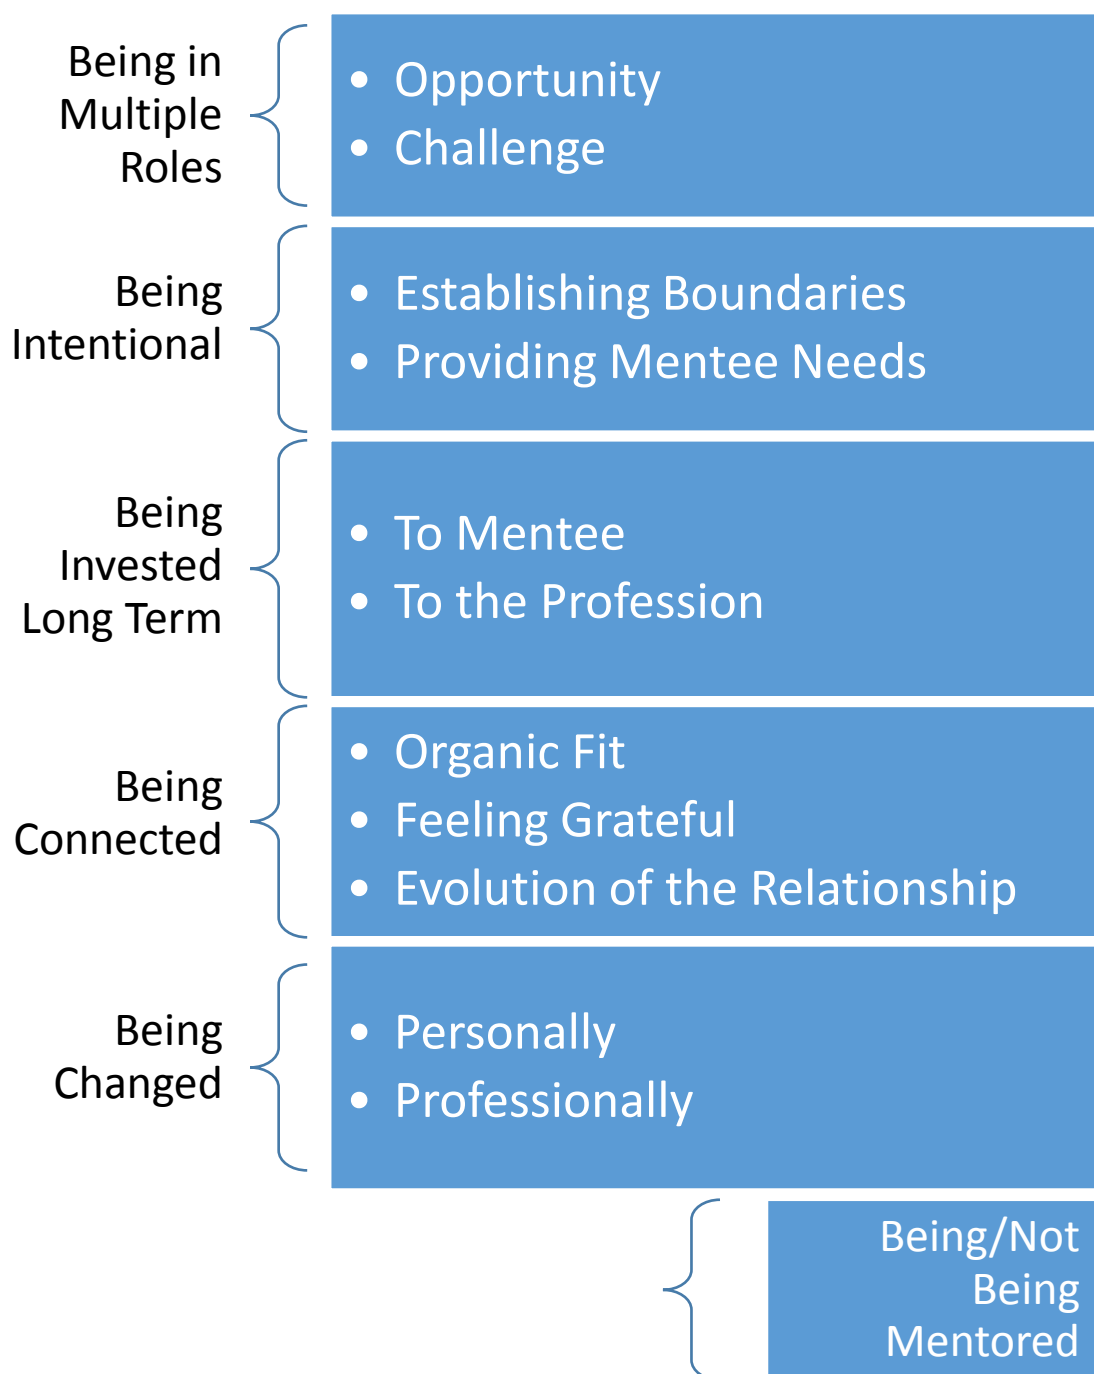 Being in
Multiple
Roles
• Opportunity
• Challenge
Being
Intentional
• Establishing Boundaries
• Providing Mentee Needs
Being
Invested
Long Term
• To Mentee
• To the Profession
Being
Connected
• Organic Fit
• Feeling Grateful
• Evolution of the Relationship
Being
Changed
• Personally
• Professionally
Being/Not
Being
Mentored